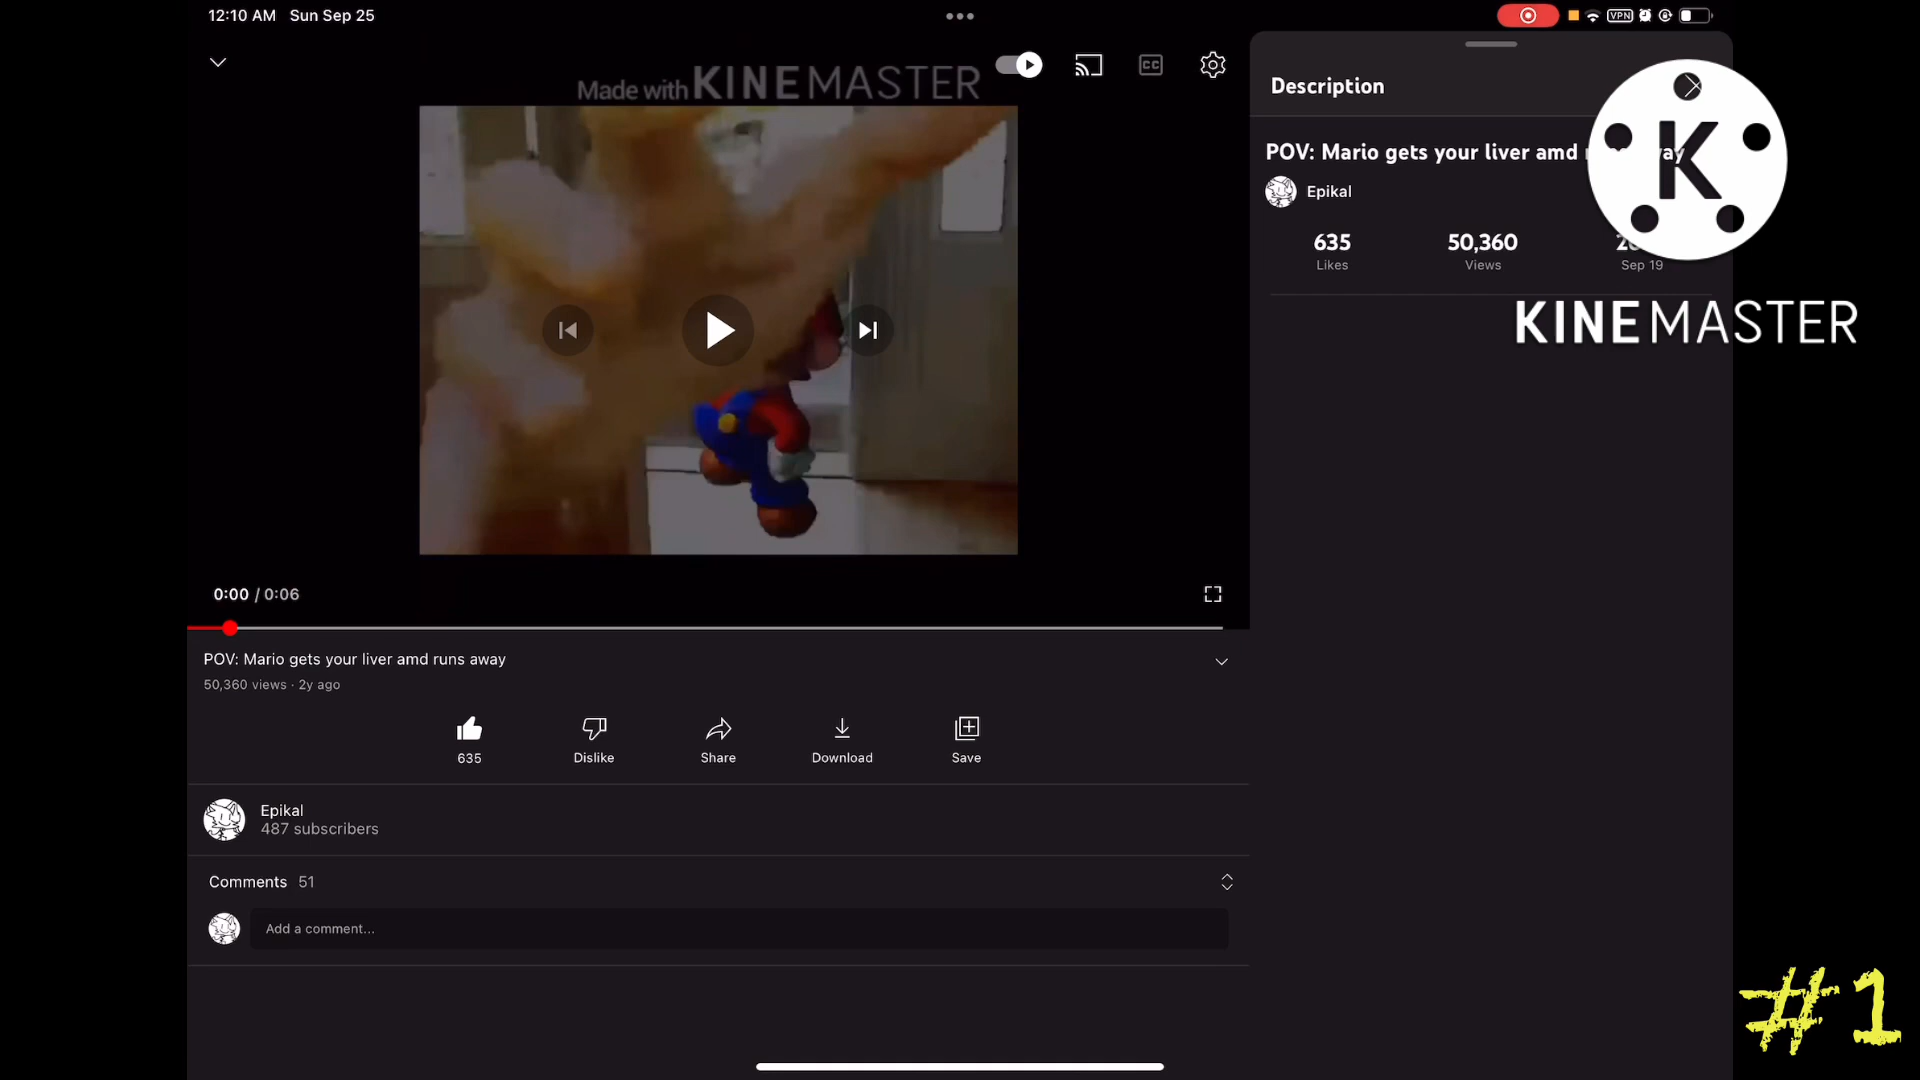 12:10 AM Sun Sep 25
VPN
Made with KINEMASTER
CC
Description
POV: Mario gets your liver amd
K
Epikal
635
50,360
Likes
Views
Sep 19
KINEMASTER
0:00 / 0:06
POV: Mario gets your liver amd runs away
50,360 views · 2y ago
635
Dislike
Share
Download
Save
Epikal
487 subscribers
Comments 51
Add a comment...
#1